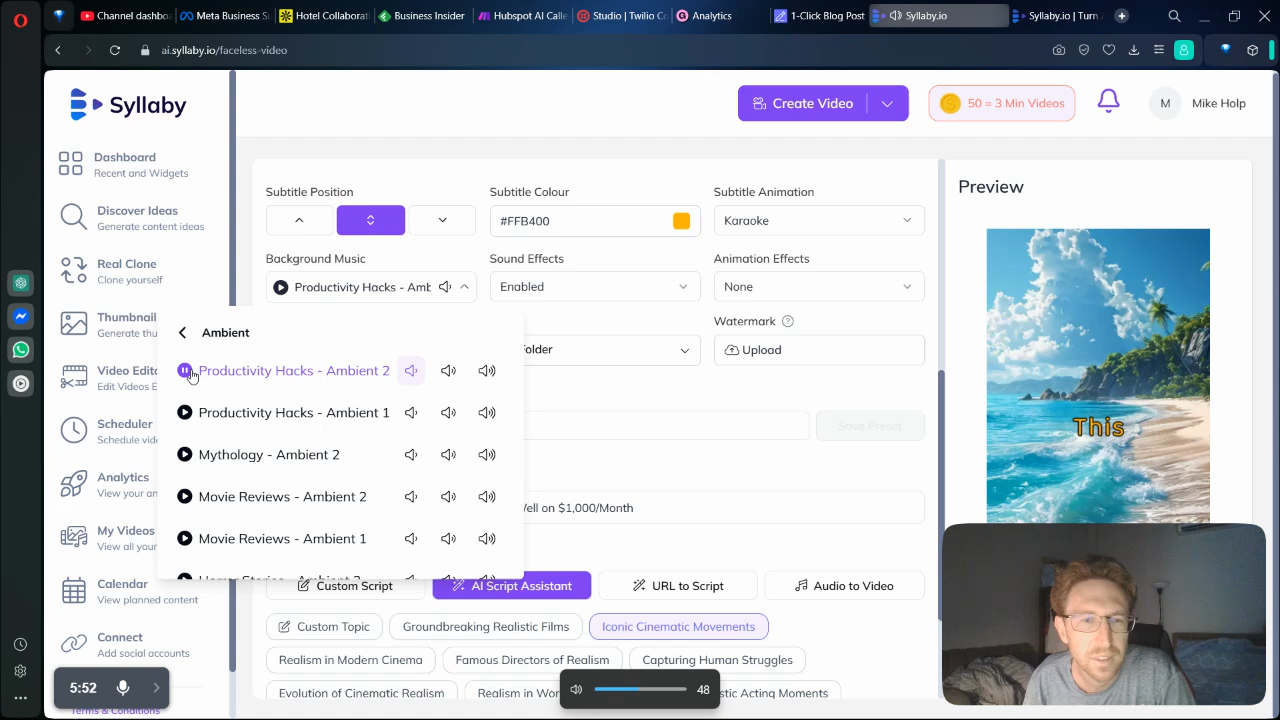 Channel dashbo
Meta Business Su
Hotel Collaborat
Business Insider
Hubspot AI Calle
Studio | Twilio Co
Analytics
1-Click Blog Post
Syllaby.io
Syllaby.io | Turn
ai.syllaby.io/faceless-video
Syllaby
Create Video
50 = 3 Min Videos
M
Mike Holp
Dashboard
Recent and Widgets
Discover Ideas
Generate content ideas
Real Clone
Clone yourself
Thumbnail
Generate thu
Video Edito
Edit Videos E
Scheduler
Schedule vide
Analytics
View your an
My Videos
View all your
Calendar
View planned content
Connect
Add social accounts
Terms & Conditions
Subtitle Position
Subtitle Colour
#FFB400
Subtitle Animation
Karaoke
Background Music
Productivity Hacks - Amb
Sound Effects
Enabled
Animation Effects
None
Watermark
Upload
older
Save Preset
Well on $1,000/Month
Ambient
Productivity Hacks - Ambient 2
Productivity Hacks - Ambient 1
Mythology - Ambient 2
Movie Reviews - Ambient 2
Movie Reviews - Ambient 1
Custom Script
AI Script Assistant
URL to Script
Audio to Video
Custom Topic
Groundbreaking Realistic Films
Iconic Cinematic Movements
Realism in Modern Cinema
Famous Directors of Realism
Capturing Human Struggles
Evolution of Cinematic Realism
Realism in Wor
stic Acting Moments
Preview
This
5:52
48